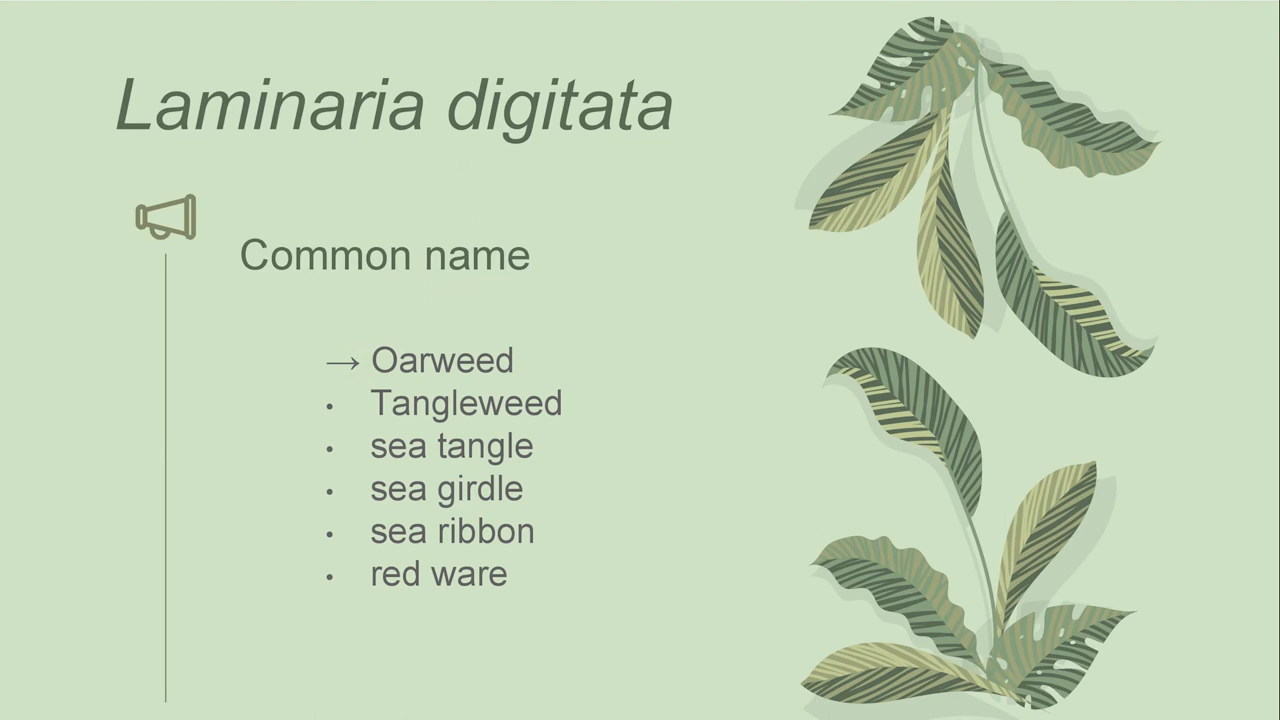 Laminaria digitata
Common name
→ Oarweed
• Tangleweed
• sea tangle
• sea girdle
• sea ribbon
• red ware